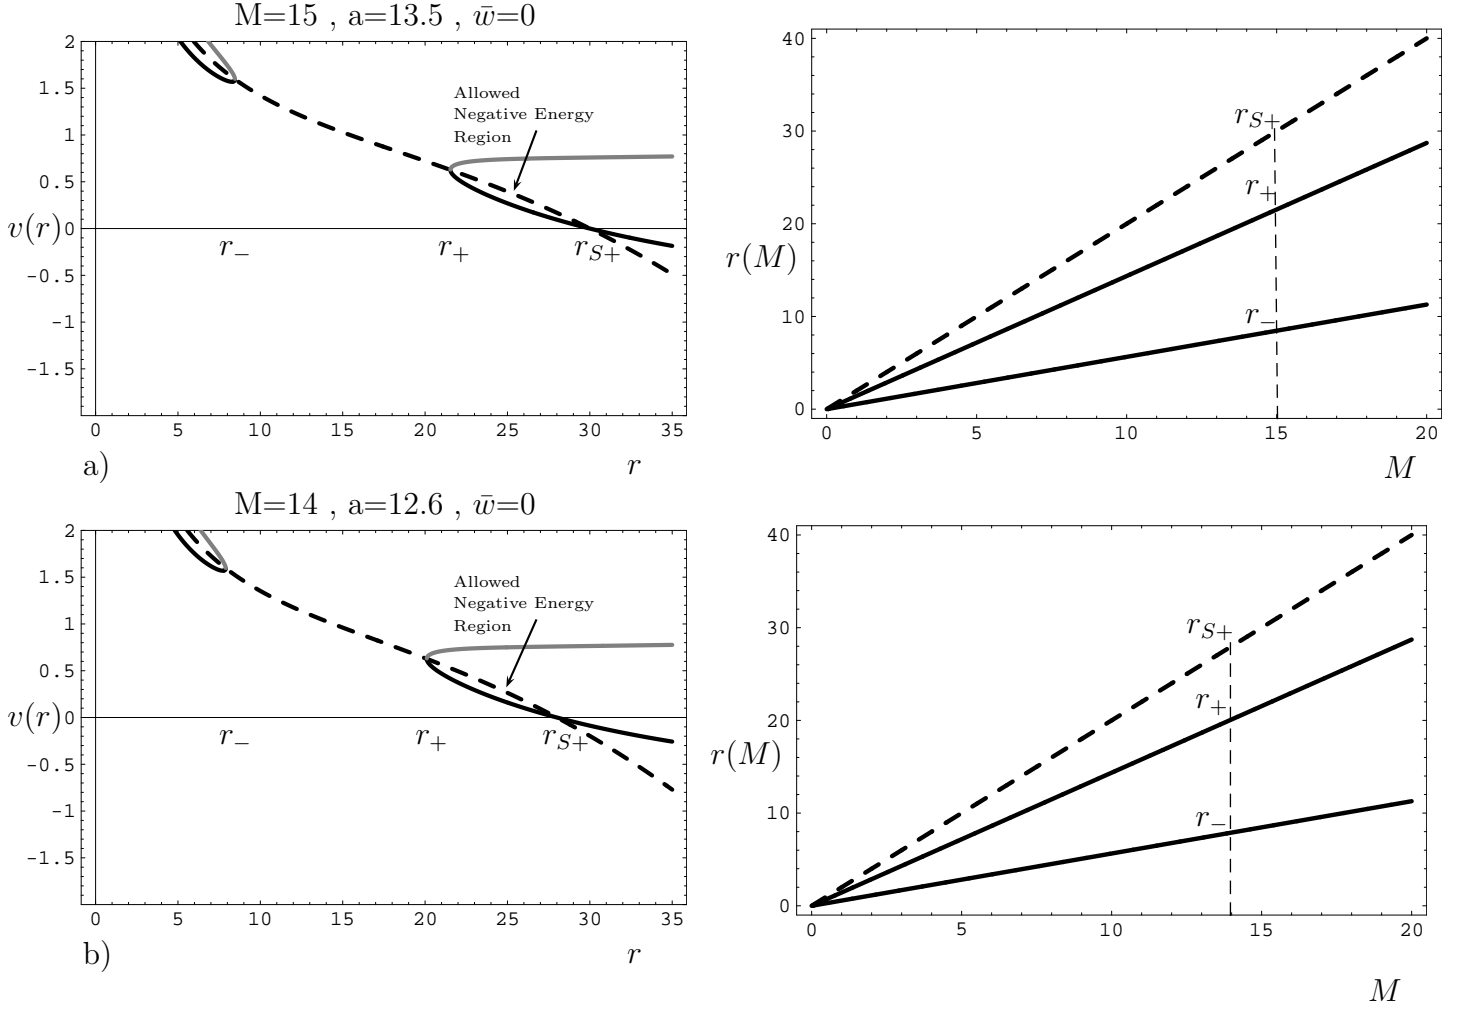 M=15 , a=13.5 , w̄=0
2
1.5
1
0.5
v(r) 0
-0.5
-1
-1.5
Allowed
Negative Energy
Region
r₋ r₊ r_{S+}
0 5 10 15 20 25 30 35
a) r
40
30
20
r(M)
10
0
r_{S+}
r₊
r₋
0 5 10 15 20
M
M=14 , a=12.6 , w̄=0
2
1.5
1
0.5
v(r) 0
-0.5
-1
-1.5
Allowed
Negative Energy
Region
r₋ r₊ r_{S+}
0 5 10 15 20 25 30 35
b) r
40
30
20
r(M)
10
0
r_{S+}
r₊
r₋
0 5 10 15 20
M